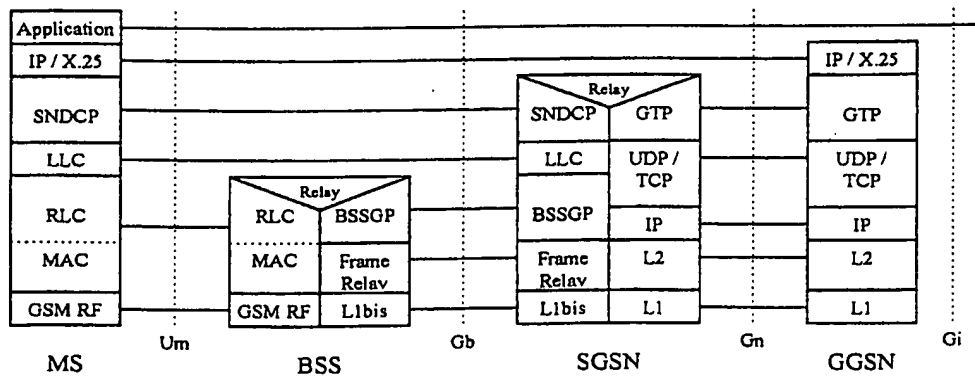 Application
IP / X.25
IP / X.25
Relay
SNDCP
SNDCP
GTP
GTP
LLC
LLC
UDP /
TCP
UDP /
TCP
Relay
RLC
RLC
BSSGP
BSSGP
IP
IP
MAC
MAC
Frame
Relay
Frame
Relay
L2
L2
GSM RF
GSM RF
L1bis
L1bis
L1
L1
Um
Gb
Gn
Gi
MS
BSS
SGSN
GGSN